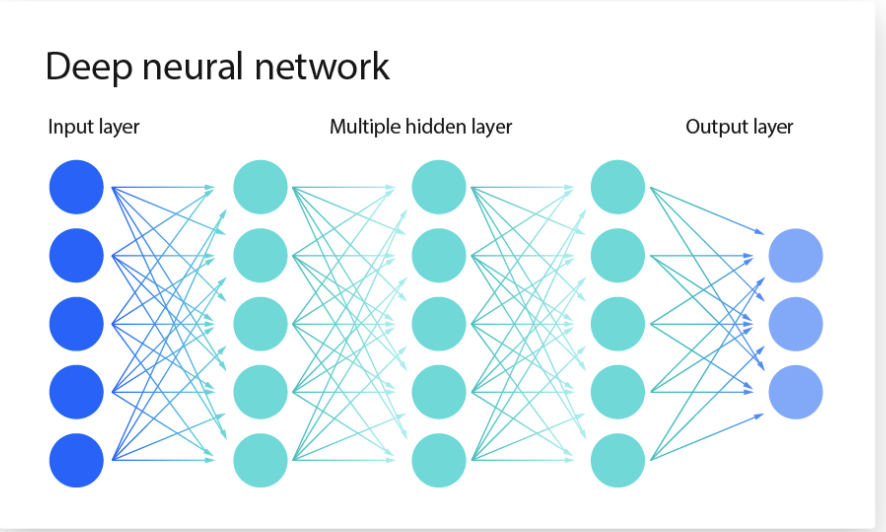 Deep neural network
Input layer
Multiple hidden layer
Output layer